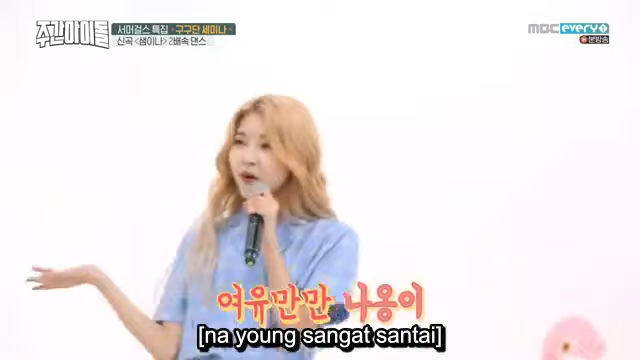 주간아이돌
서머걸스 특집 - 구구단 세미나 -
신곡 <샘이나> 2배속 댄스
MBC every1
본방송
여유만만 나옹이
[na young sangat santai]